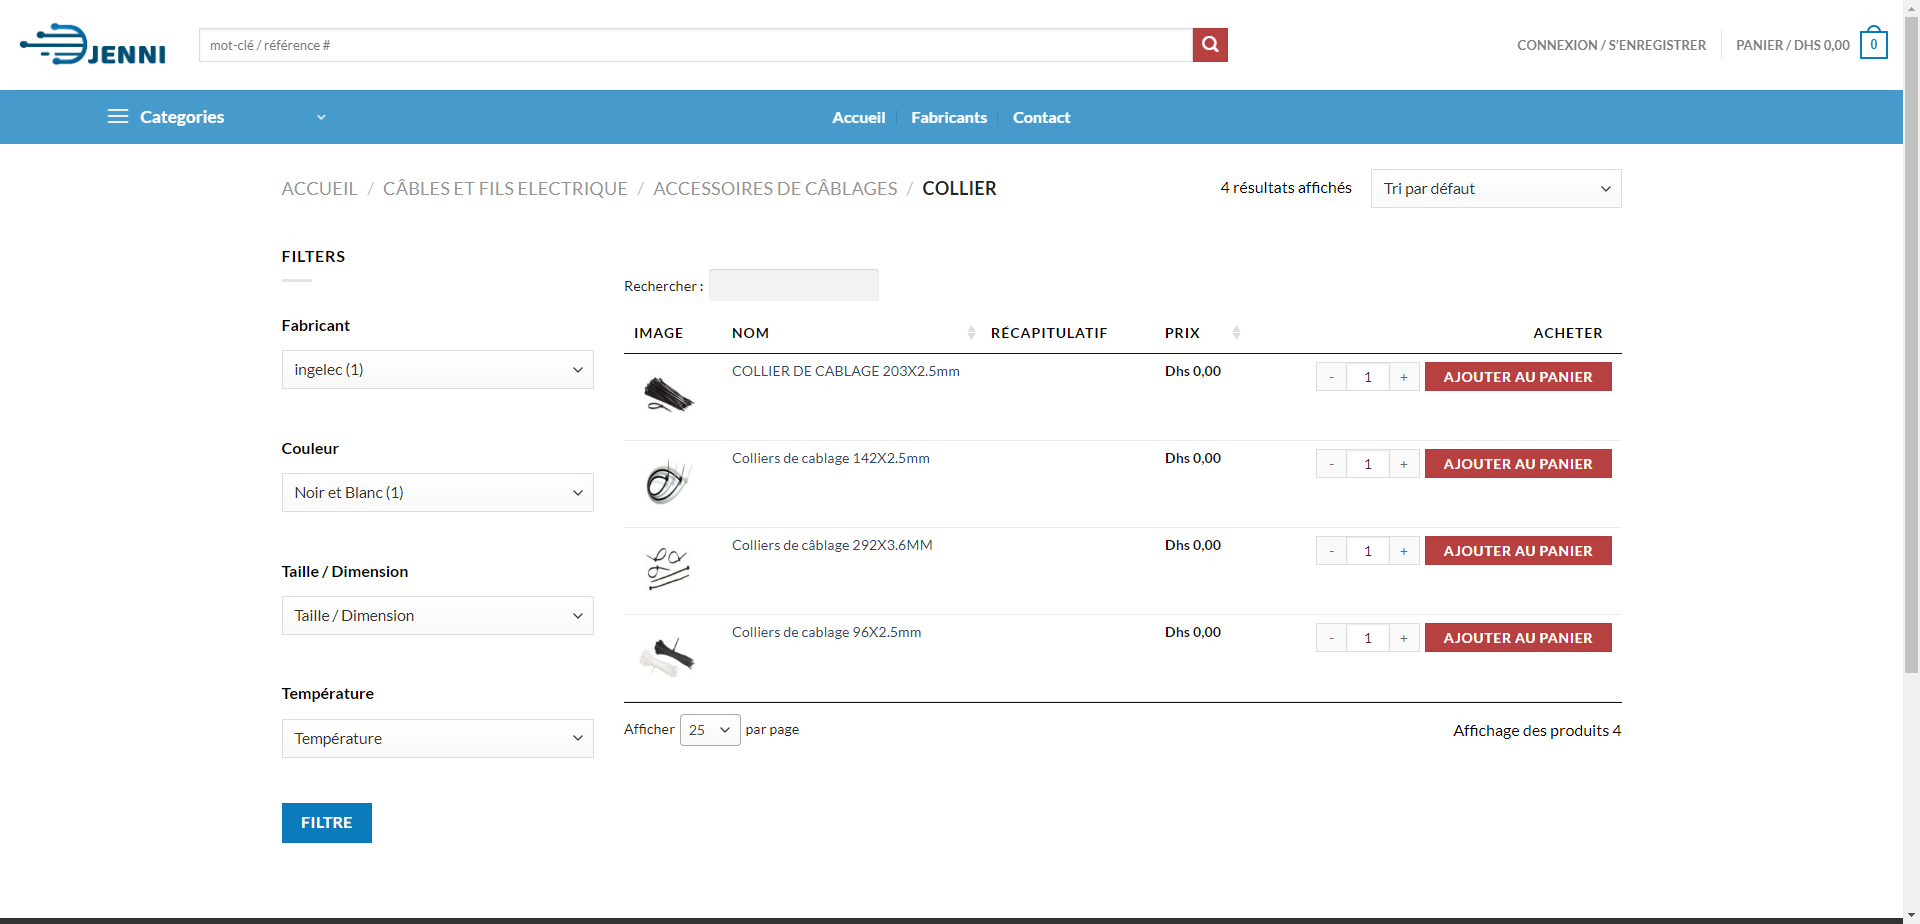 JENNI
mot-clé / référence #
CONNEXION / S'ENREGISTRER
PANIER / DHS 0,00
0
Categories
Accueil
Fabricants
Contact
ACCUEIL / CÂBLES ET FILS ELECTRIQUE / ACCESSOIRES DE CÂBLAGES / COLLIER
4 résultats affichés
Tri par défaut
FILTERS
Fabricant
ingelec (1)
Couleur
Noir et Blanc (1)
Taille / Dimension
Taille / Dimension
Température
Température
FILTRE
Rechercher :
IMAGE NOM RÉCAPITULATIF PRIX ACHETER
COLLIER DE CABLAGE 203X2.5mm Dhs 0,00 - 1 + AJOUTER AU PANIER
Colliers de cablage 142X2.5mm Dhs 0,00 - 1 + AJOUTER AU PANIER
Colliers de câblage 292X3.6MM Dhs 0,00 - 1 + AJOUTER AU PANIER
Colliers de cablage 96X2.5mm Dhs 0,00 - 1 + AJOUTER AU PANIER
Afficher 25 par page
Affichage des produits 4